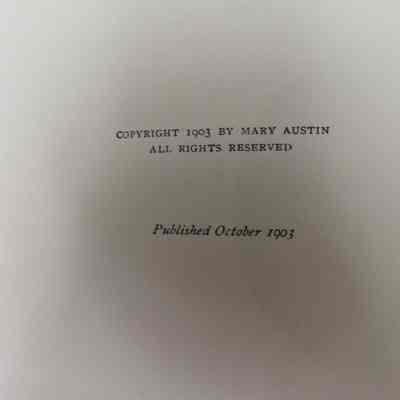 COPYRIGHT 1903 BY MARY AUSTIN
ALL RIGHTS RESERVED
Published October 1903